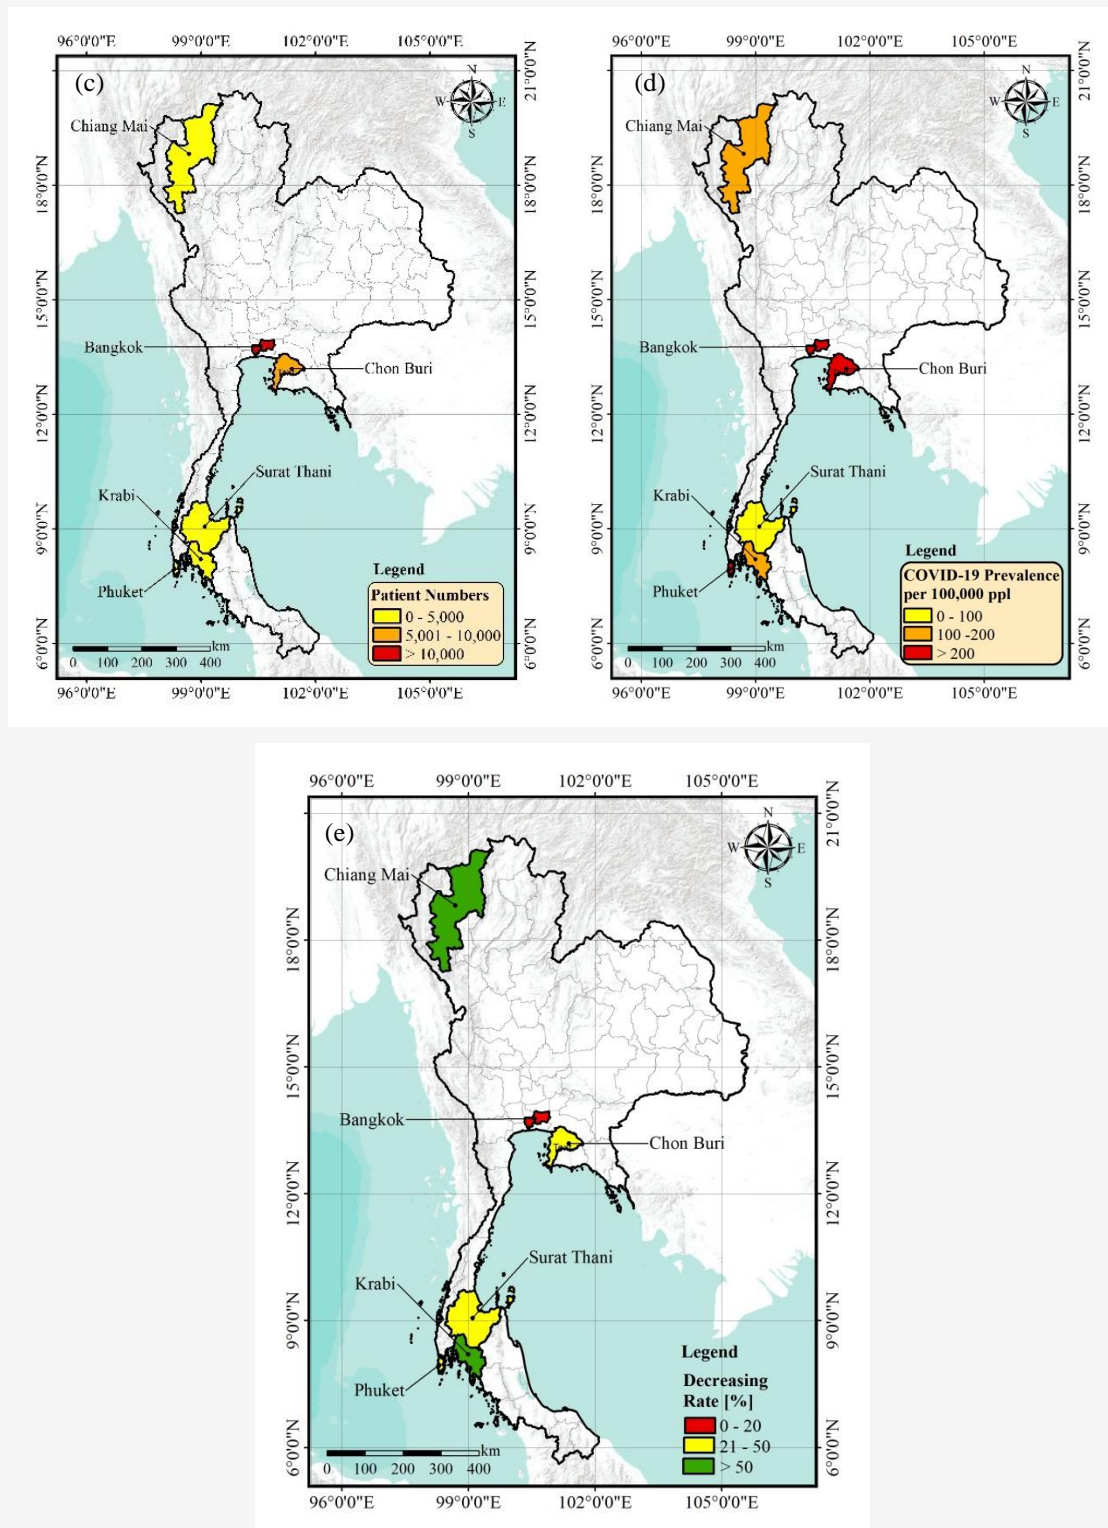 96°0'0"E 99°0'0"E 102°0'0"E 105°0'0"E
(c)
N
W E
S
21°0'0"N
Chiang Mai
18°0'0"N 18°0'0"N
15°0'0"N 15°0'0"N
Bangkok
Chon Buri
12°0'0"N 12°0'0"N
Surat Thani
Krabi
9°0'0"N 9°0'0"N
Phuket
Legend
Patient Numbers
0 - 5,000
5,001 - 10,000
> 10,000
km
0 100 200 300 400
6°0'0"N 6°0'0"N
96°0'0"E 99°0'0"E 102°0'0"E 105°0'0"E
96°0'0"E 99°0'0"E 102°0'0"E 105°0'0"E
(d)
N
W E
S
21°0'0"N
Chiang Mai
18°0'0"N 18°0'0"N
15°0'0"N 15°0'0"N
Bangkok
Chon Buri
12°0'0"N 12°0'0"N
Surat Thani
Krabi
9°0'0"N 9°0'0"N
Phuket
Legend
COVID-19 Prevalence
per 100,000 ppl
0 - 100
100 -200
> 200
km
0 100 200 300 400
6°0'0"N 6°0'0"N
96°0'0"E 99°0'0"E 102°0'0"E 105°0'0"E
96°0'0"E 99°0'0"E 102°0'0"E 105°0'0"E
(e)
N
W E
S
21°0'0"N
Chiang Mai
18°0'0"N 18°0'0"N
15°0'0"N 15°0'0"N
Bangkok
Chon Buri
12°0'0"N 12°0'0"N
Surat Thani
Krabi
9°0'0"N 9°0'0"N
Phuket
Legend
Decreasing
Rate [%]
0 - 20
21 - 50
> 50
km
0 100 200 300 400
6°0'0"N 6°0'0"N
96°0'0"E 99°0'0"E 102°0'0"E 105°0'0"E